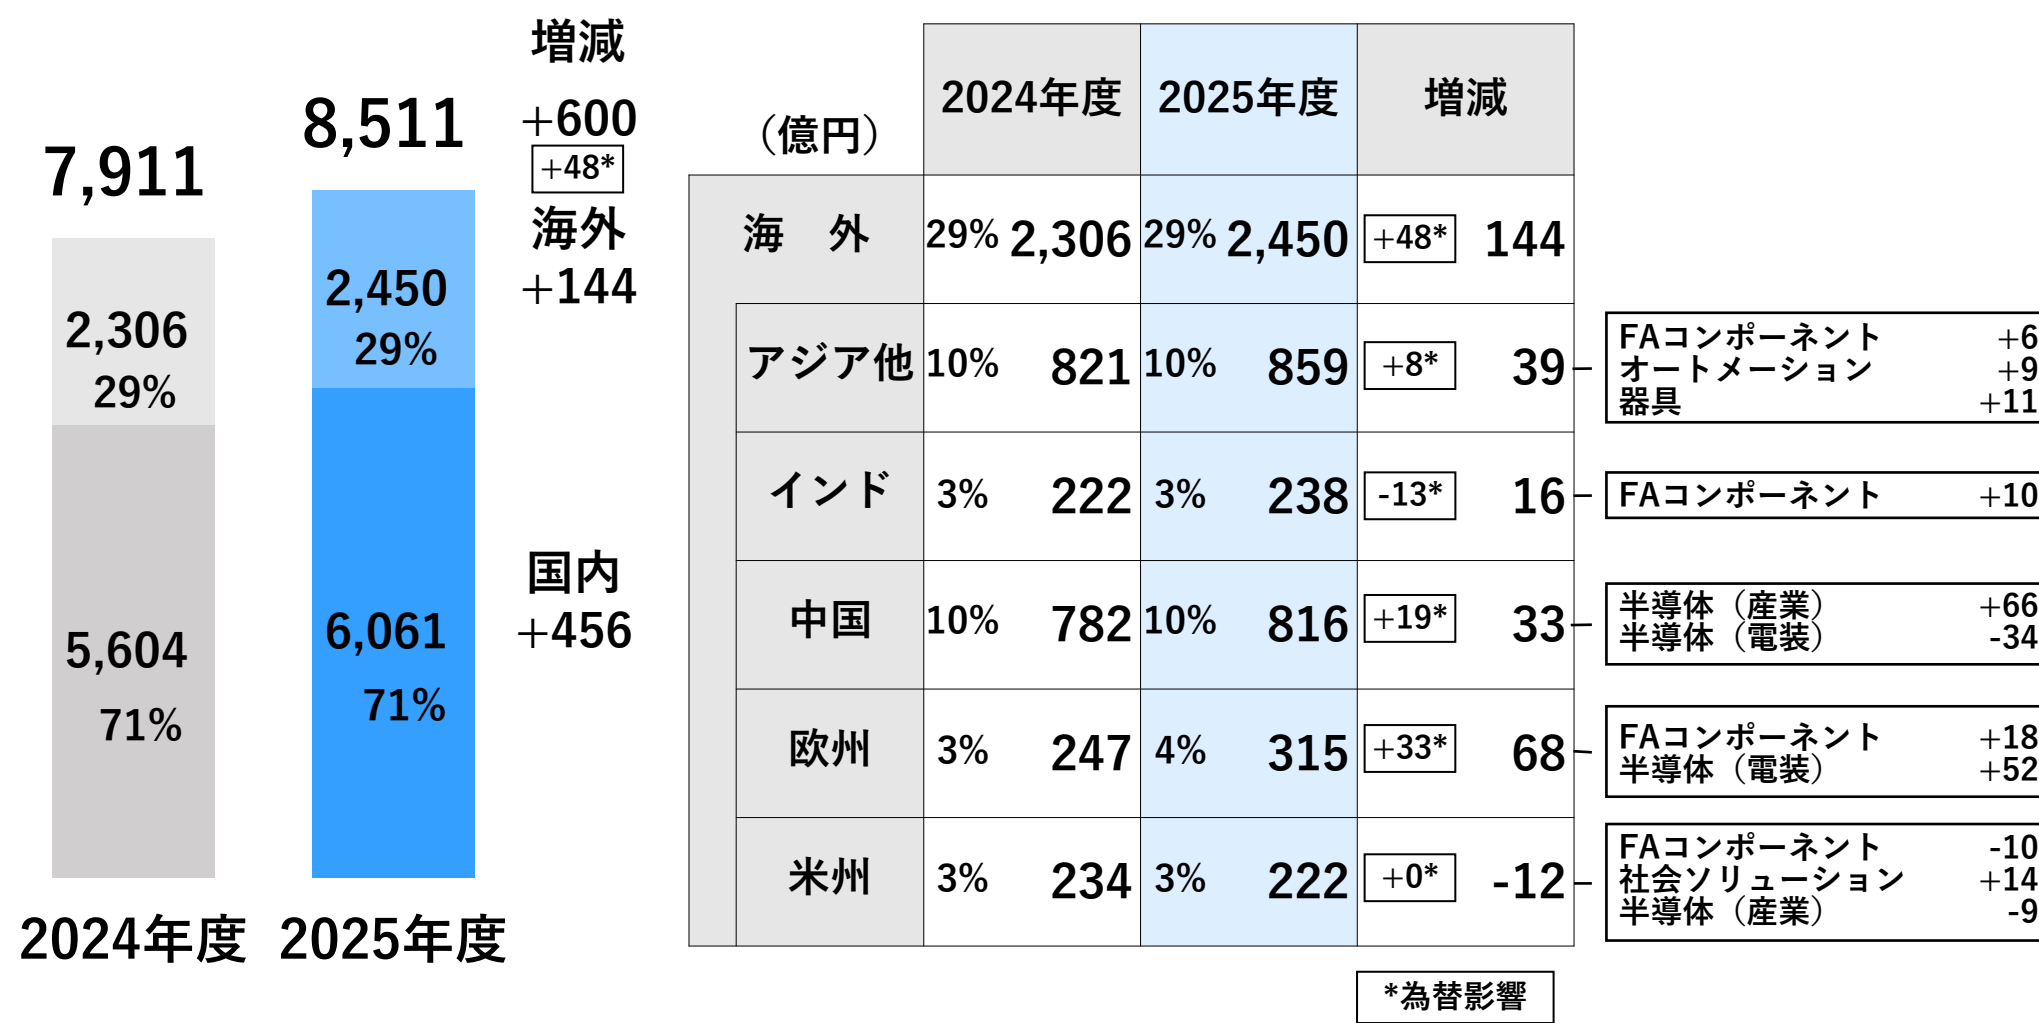 増減
7,911
8,511
+600
+48*
海外
+144
2,306
29%
2,450
29%
国内
+456
5,604
71%
6,061
71%
2024年度
2025年度
（億円）
2024年度 2025年度 増減
海　外 29% 2,306 29% 2,450 +48* 144
アジア他 10% 821 10% 859 +8* 39
FAコンポーネント +6
オートメーション +9
器具 +11
インド 3% 222 3% 238 -13* 16
FAコンポーネント +10
中国 10% 782 10% 816 +19* 33
半導体（産業） +66
半導体（電装） -34
欧州 3% 247 4% 315 +33* 68
FAコンポーネント +18
半導体（電装） +52
米州 3% 234 3% 222 +0* -12
FAコンポーネント -10
社会ソリューション +14
半導体（産業） -9
*為替影響